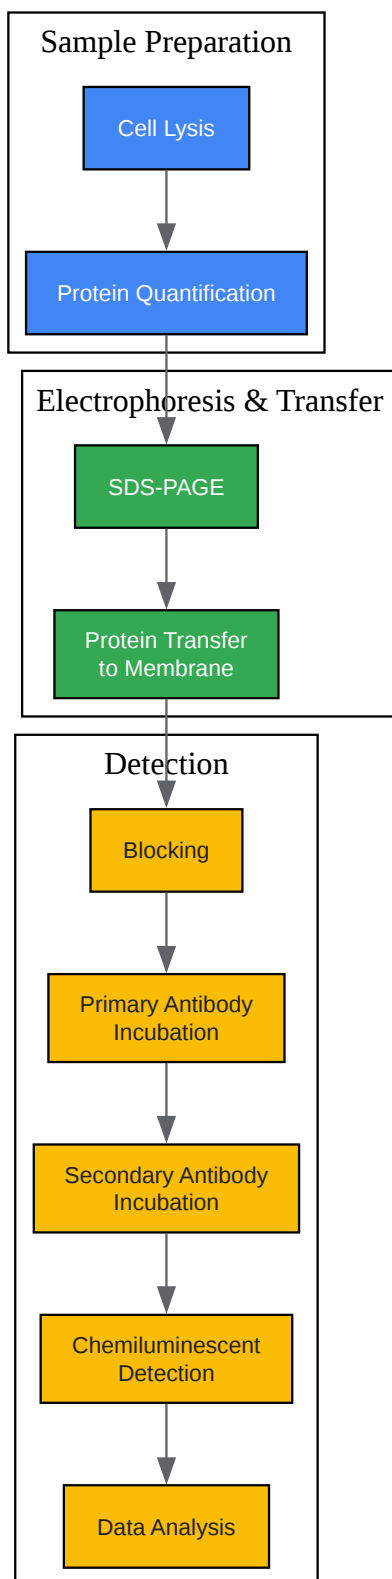 Sample Preparation
Cell Lysis
Protein Quantification
Electrophoresis & Transfer
SDS-PAGE
Protein Transfer
to Membrane
Detection
Blocking
Primary Antibody
Incubation
Secondary Antibody
Incubation
Chemiluminescent
Detection
Data Analysis